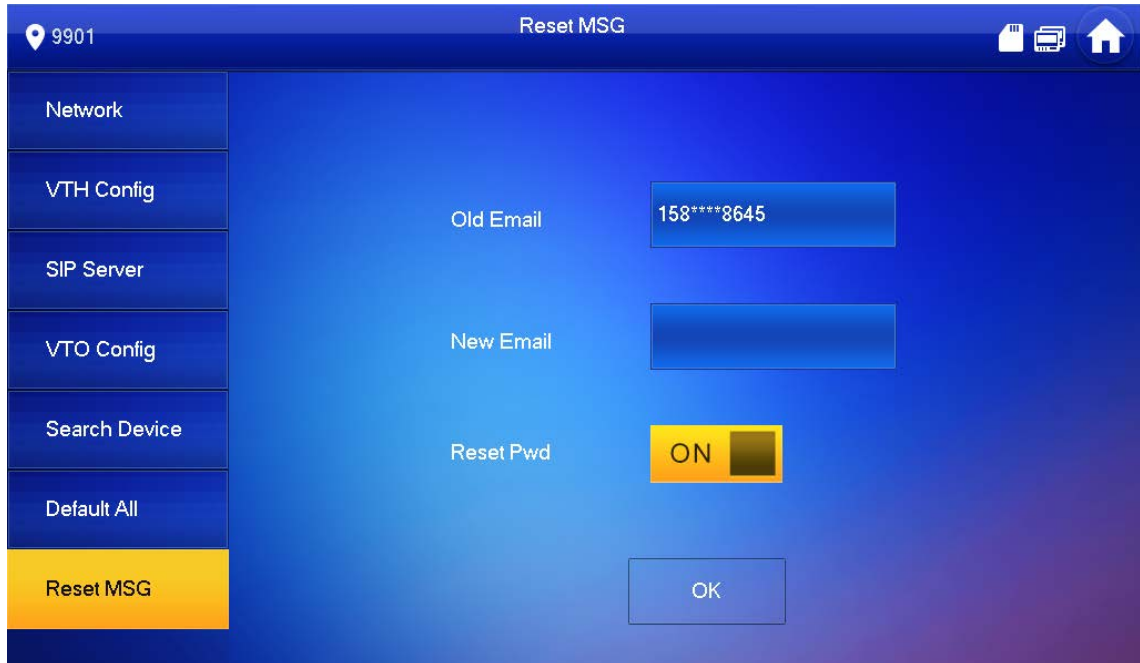 9901
Reset MSG
Network
VTH Config
SIP Server
VTO Config
Search Device
Default All
Reset MSG
Old Email
158****8645
New Email
Reset Pwd
ON
OK